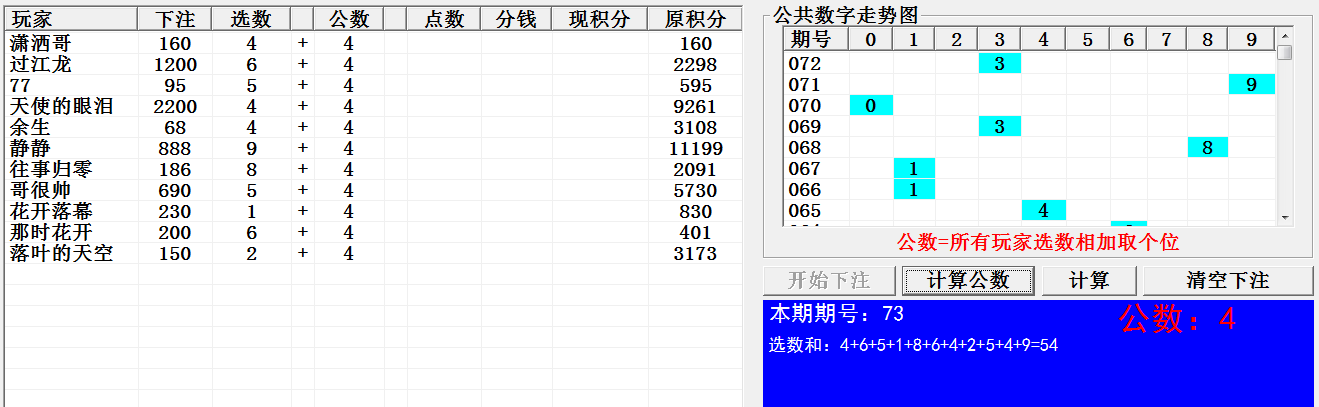 玩家 下注 选数 公数 点数 分钱 现积分 原积分
潇洒哥 160 4 + 4 160
过江龙 1200 6 + 4 2298
77 95 5 + 4 595
天使的眼泪 2200 4 + 4 9261
余生 68 4 + 4 3108
静静 888 9 + 4 11199
往事归零 186 8 + 4 2091
哥很帅 690 5 + 4 5730
花开落幕 230 1 + 4 830
那时花开 200 6 + 4 401
落叶的天空 150 2 + 4 3173
公共数字走势图
期号 0 1 2 3 4 5 6 7 8 9
072 3
071 9
070 0
069 3
068 8
067 1
066 1
065 4
公数=所有玩家选数相加取个位
开始下注 计算公数 计算 清空下注
本期期号：73
公数：4
选数和：4+6+5+1+8+6+4+2+5+4+9=54